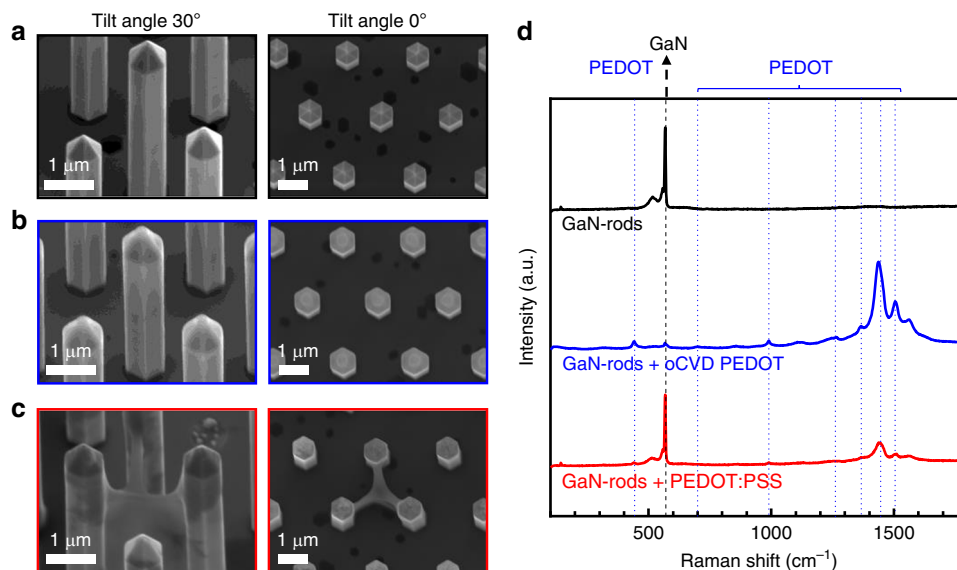 a
Tilt angle 30°
Tilt angle 0°
1 μm
1 μm
b
1 μm
1 μm
c
1 μm
1 μm
d
GaN
PEDOT
PEDOT
GaN-rods
GaN-rods + oCVD PEDOT
GaN-rods + PEDOT:PSS
Intensity (a.u.)
500
1000
1500
Raman shift (cm⁻¹)